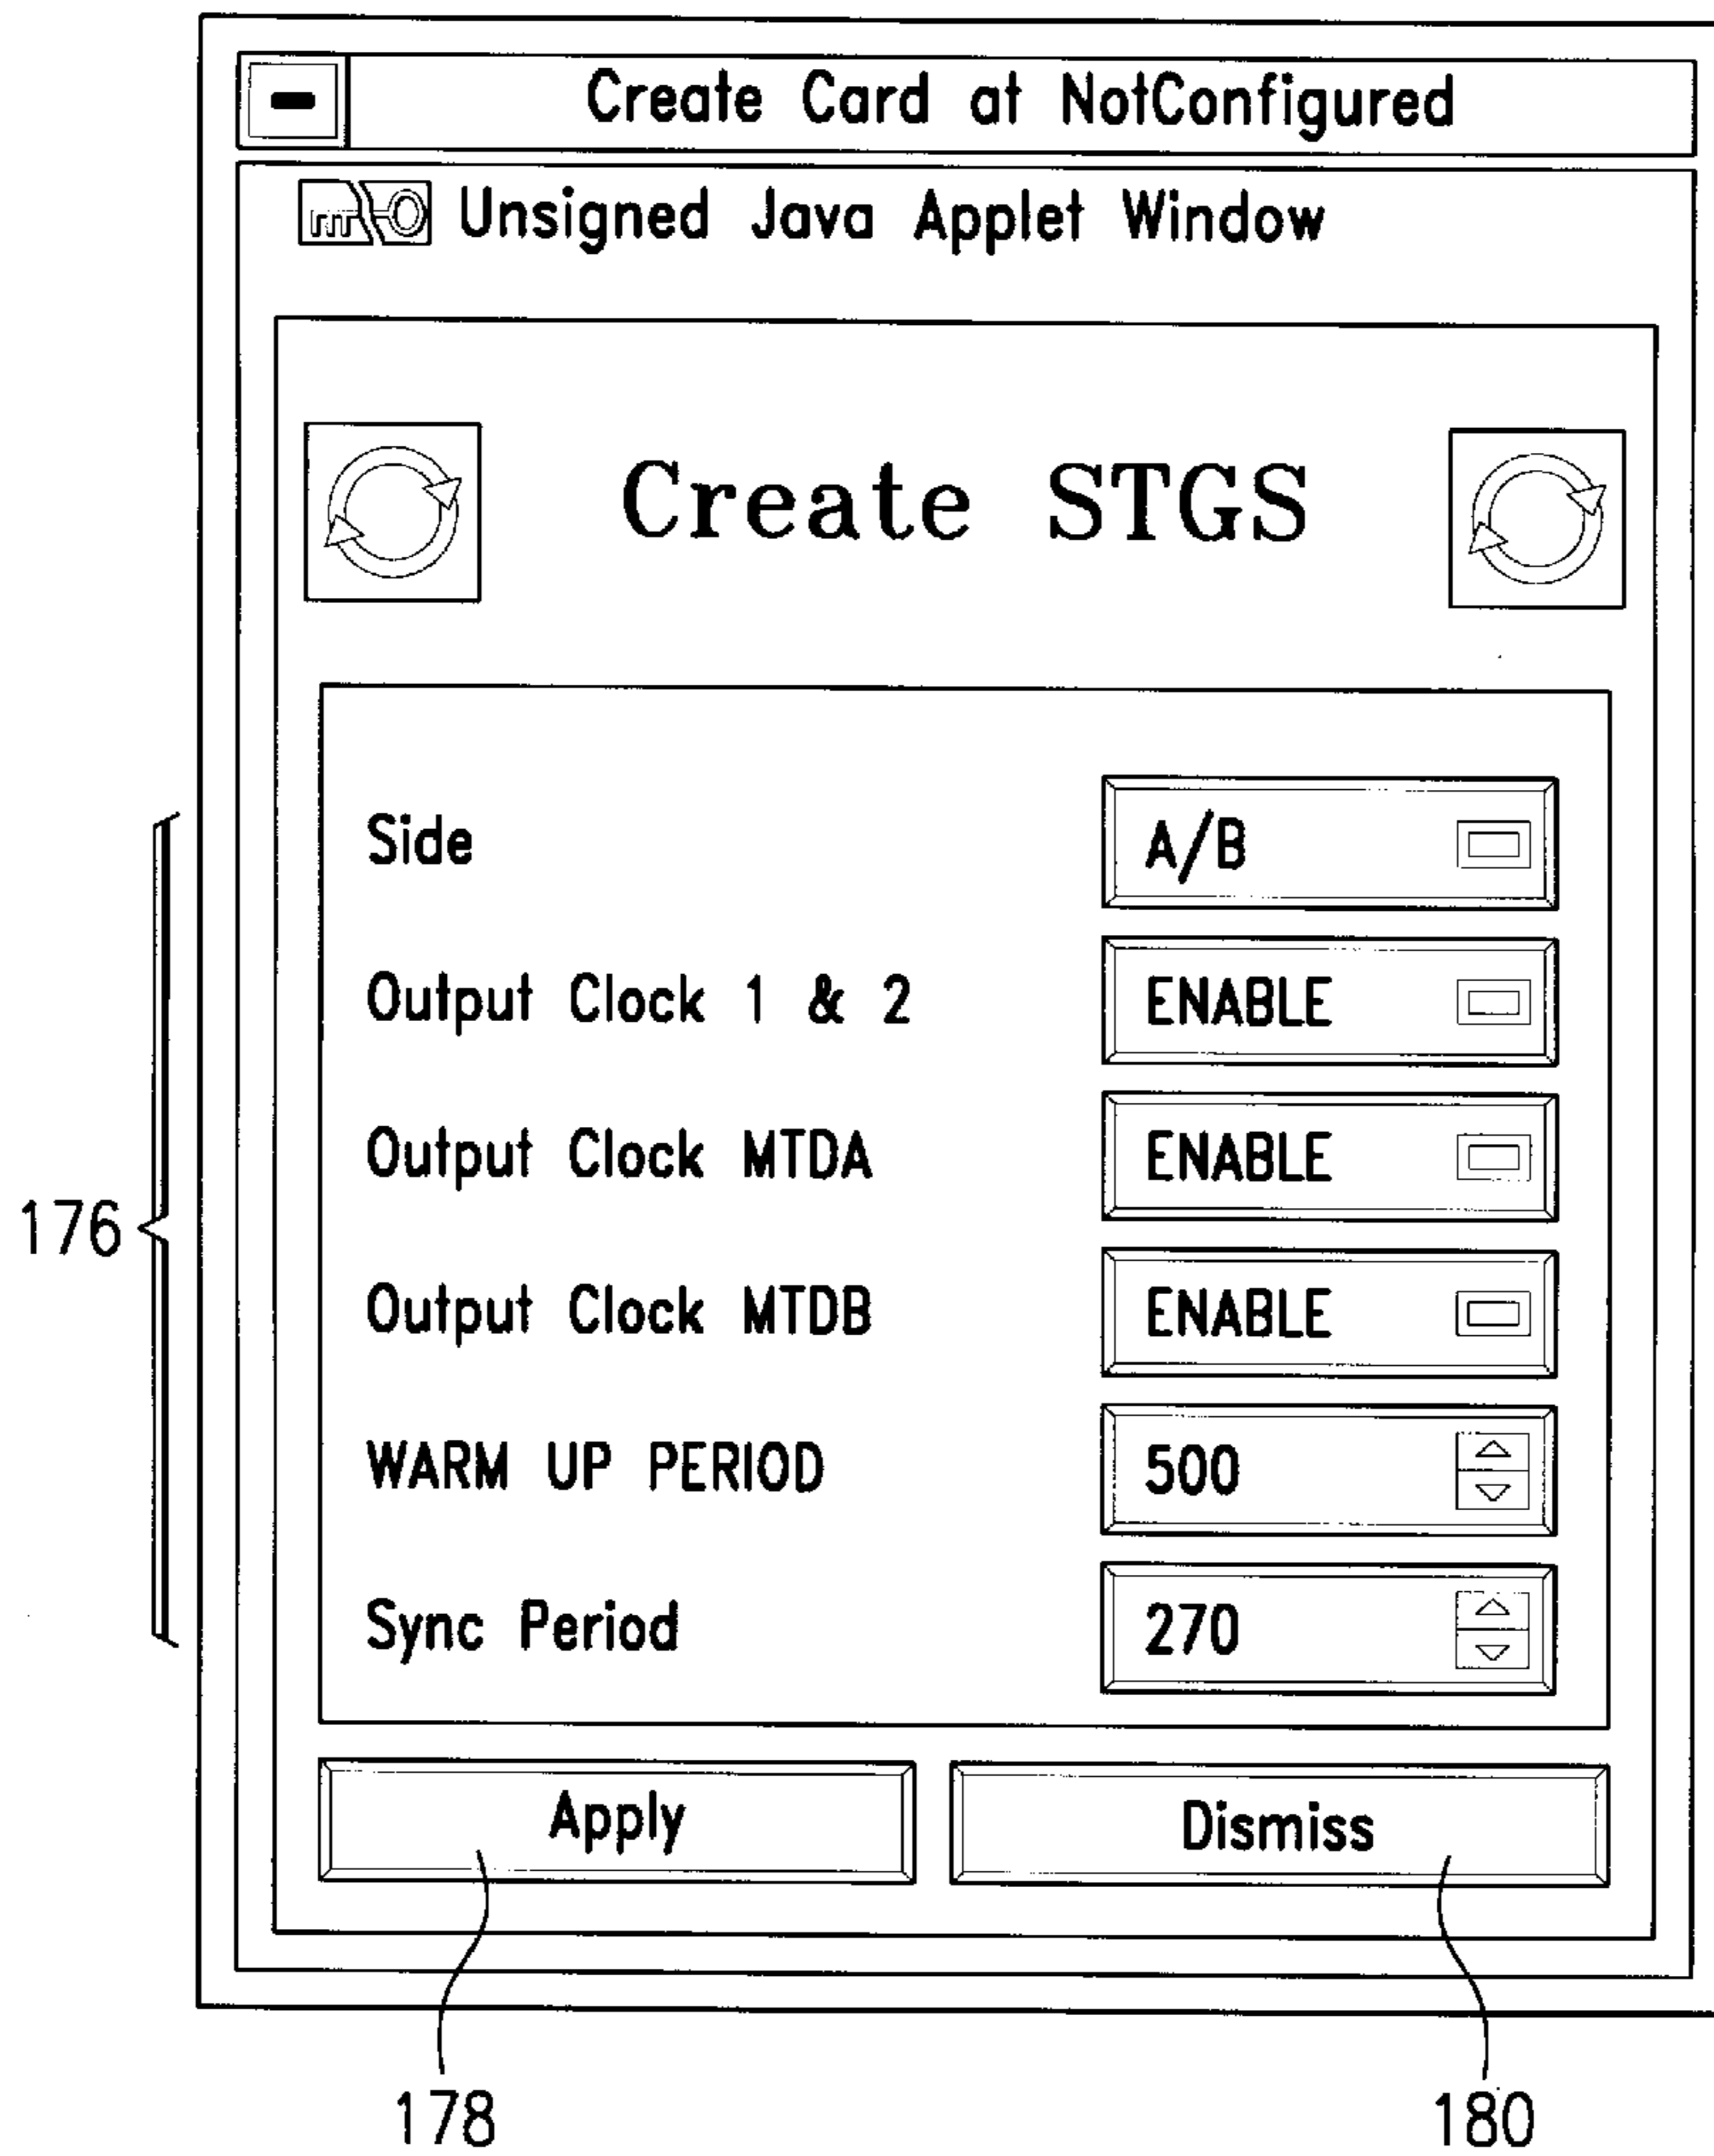 Create Card at NotConfigured
Unsigned Java Applet Window
Create STGS
Side A/B
Output Clock 1 & 2 ENABLE
Output Clock MTDA ENABLE
176
Output Clock MTDB ENABLE
WARM UP PERIOD 500
Sync Period 270
Apply Dismiss
178 180